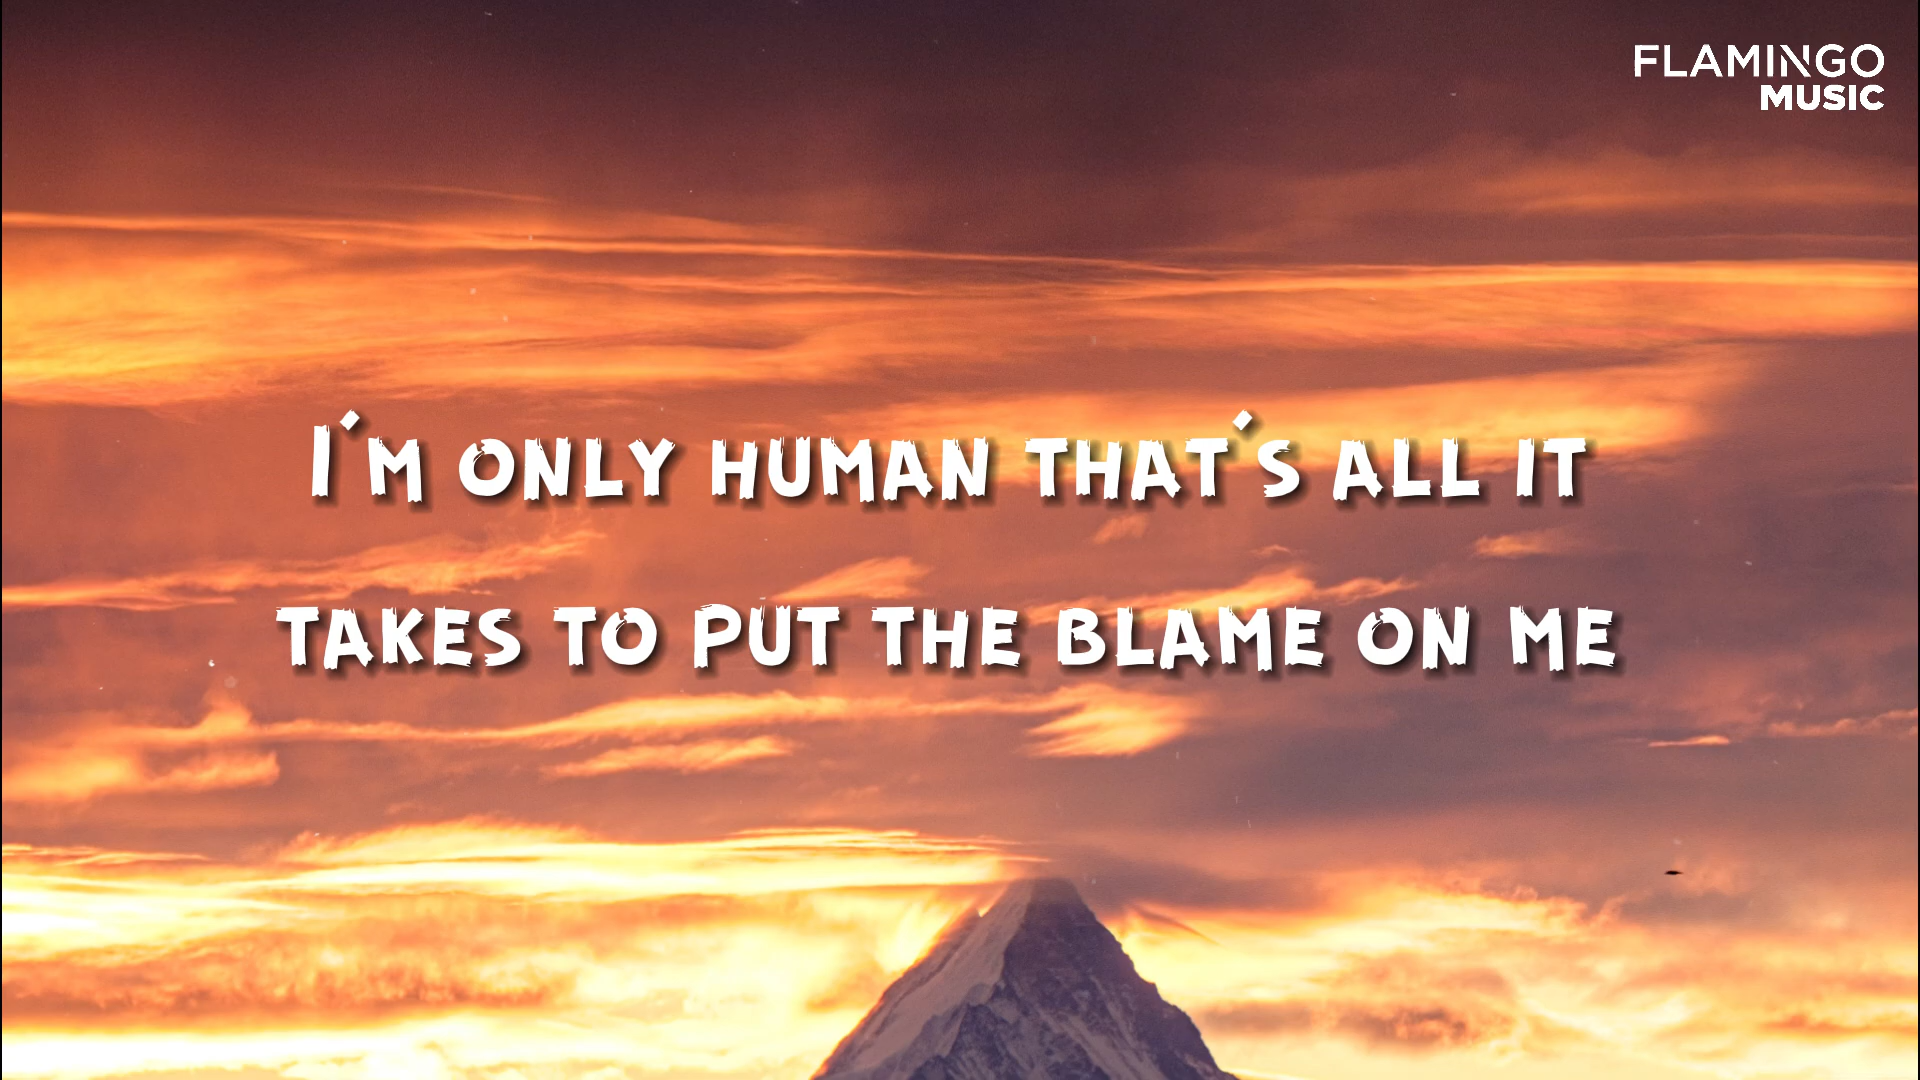 FLAMINGO
MUSIC
I'M ONLY HUMAN THAT'S ALL IT
TAKES TO PUT THE BLAME ON ME